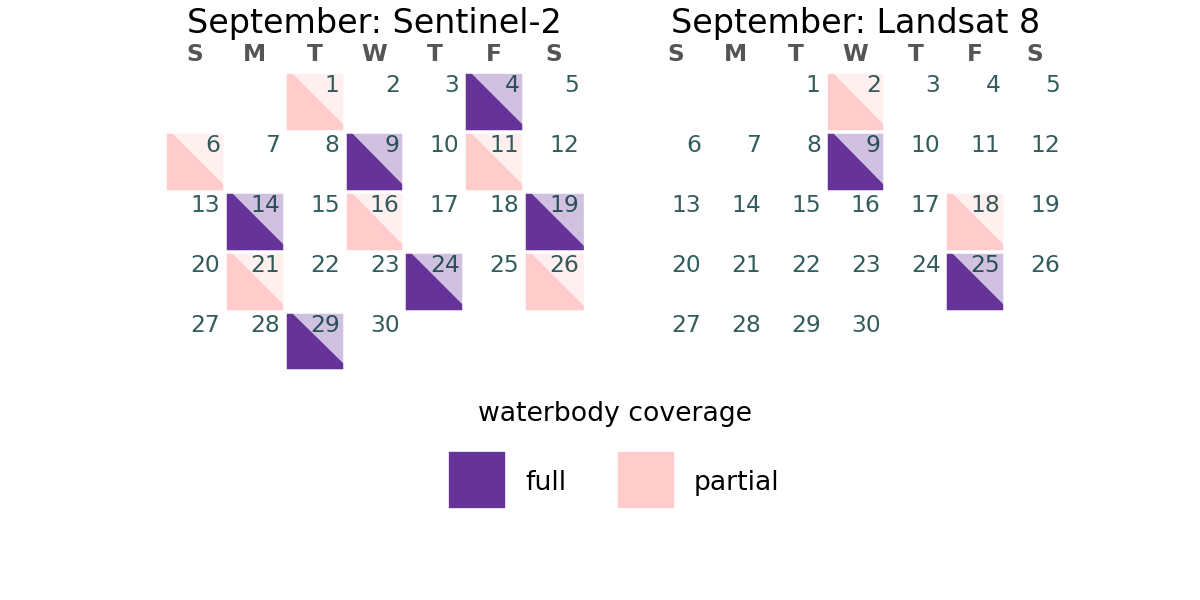 September: Sentinel-2
S M T W T F S
1 2 3 4 5
6 7 8 9 10 11 12
13 14 15 16 17 18 19
20 21 22 23 24 25 26
27 28 29 30
September: Landsat 8
S M T W T F S
1 2 3 4 5
6 7 8 9 10 11 12
13 14 15 16 17 18 19
20 21 22 23 24 25 26
27 28 29 30
waterbody coverage
full
partial